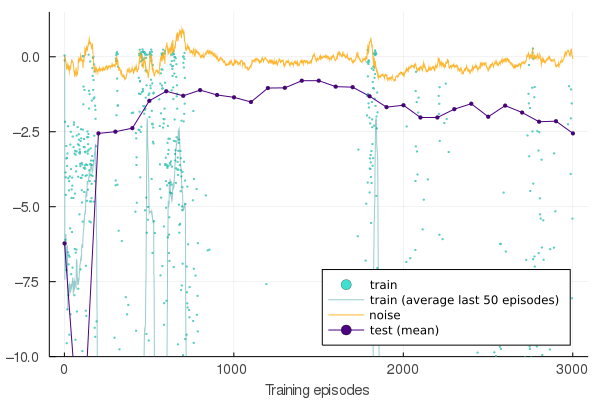 0.0
−2.5
−5.0
−7.5
−10.0
train
train (average last 50 episodes)
noise
test (mean)
0
1000
2000
3000
Training episodes